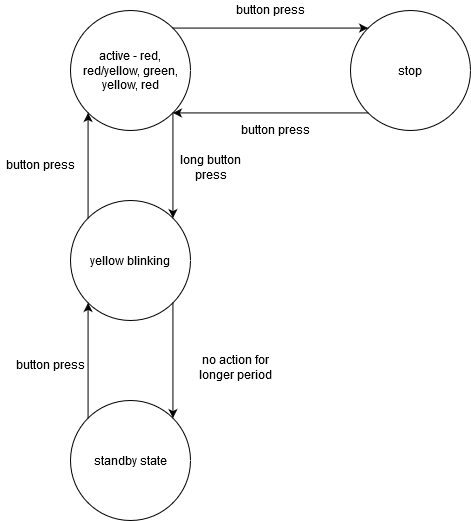 button press
active - red,
red/yellow, green,
yellow, red
stop
button press
button press
long button
press
yellow blinking
button press
no action for
longer period
standby state